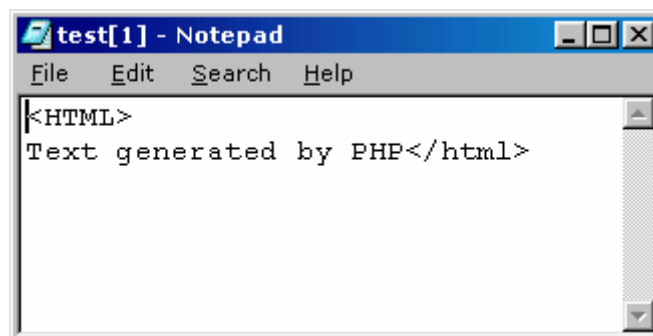 test[1] - Notepad
File Edit Search Help
<HTML>
Text generated by PHP</html>